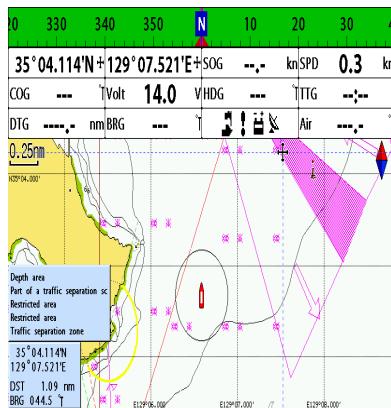 20 330 340 350 N 10 20 30
35°04.114'N 129°07.521'E SOG --.- kn SPD 0.3 kn
COG --- °T Volt 14.0 V HDG --- °T TTG --:--
DTG ----.- nm BRG --- °T Air ---.- °
0.25nm
N35°04.000'
Depth area
Part of a traffic separation sc
Restricted area
Restricted area
Traffic separation zone
35°04.114'N
129°07.521'E
DST 1.09 nm
BRG 044.5 °T
E129°06.000' E129°07.000' E129°08.000'